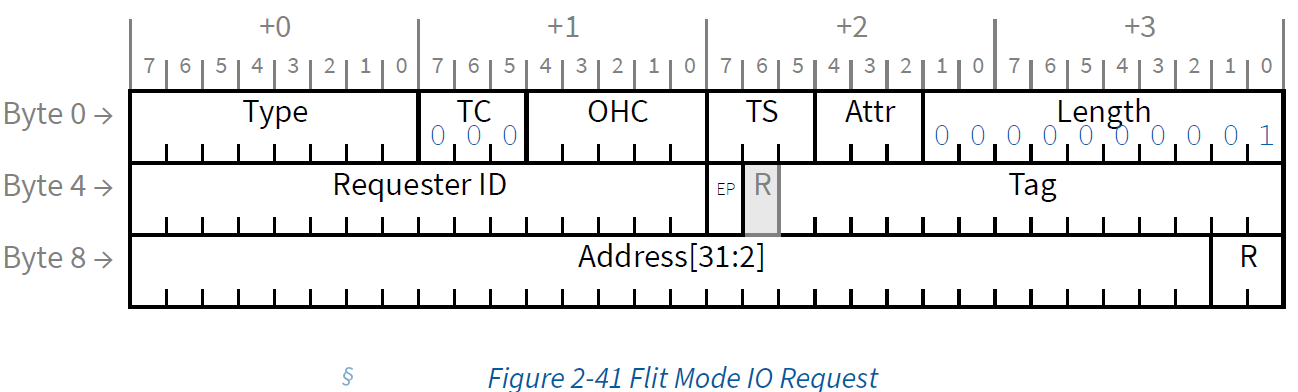 +0 +1 +2 +3
7 6 5 4 3 2 1 0 7 6 5 4 3 2 1 0 7 6 5 4 3 2 1 0 7 6 5 4 3 2 1 0
Byte 0 → Type TC OHC TS Attr Length
0 0 0 0 0 0 0 0 0 0 0 0 1
Byte 4 → Requester ID EP R Tag
Byte 8 → Address[31:2] R
§ Figure 2-41 Flit Mode IO Request